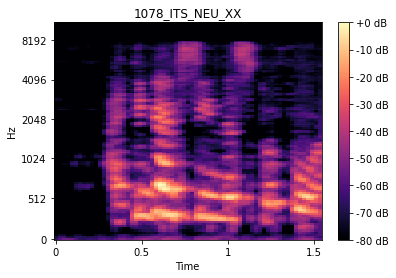 1078_ITS_NEU_XX
+0 dB
8192
-10 dB
4096
-20 dB
-30 dB
2048
Hz
-40 dB
1024
-50 dB
512
-60 dB
-70 dB
0
-80 dB
0 0.5 1 1.5
Time